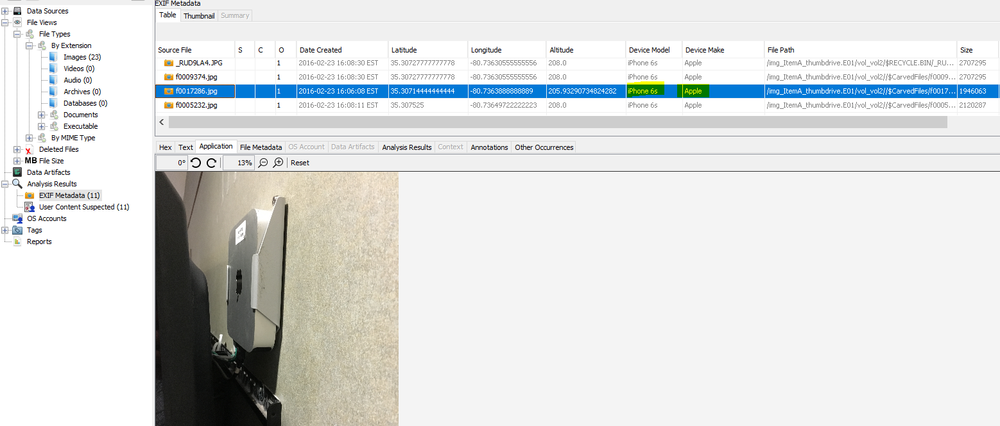 EXIF Metadata
Table Thumbnail Summary
Source File S C O Date Created Latitude Longitude Altitude Device Model Device Make File Path Size
_RUD9LA4.JPG 1 2016-02-23 16:08:30 EST 35.30727777777778 -80.73630555555556 208.0 iPhone 6s Apple /img_ItemA_thumbdrive.E01/vol_vol2/$RECYCLE.BIN/_RU... 2707295
f0009374.jpg 1 2016-02-23 16:08:30 EST 35.30727777777778 -80.73630555555556 208.0 iPhone 6s Apple /img_ItemA_thumbdrive.E01/vol_vol2//$CarvedFiles/f0009... 2707295
f0017286.jpg 1 2016-02-23 16:06:08 EST 35.30714444444444 -80.7363888888889 205.93290734824282 iPhone 6s Apple /img_ItemA_thumbdrive.E01/vol_vol2//$CarvedFiles/f0017... 1946063
f0005232.jpg 1 2016-02-23 16:08:11 EST 35.307525 -80.73649722222223 208.0 iPhone 6s Apple /img_ItemA_thumbdrive.E01/vol_vol2//$CarvedFiles/f0005... 2120287
Data Sources
File Views
File Types
By Extension
Images (23)
Videos (0)
Audio (0)
Archives (0)
Databases (0)
Documents
Executable
By MIME Type
Deleted Files
MB File Size
Data Artifacts
Analysis Results
EXIF Metadata (11)
User Content Suspected (11)
OS Accounts
Tags
Reports
Hex Text Application File Metadata OS Account Data Artifacts Analysis Results Context Annotations Other Occurrences
0° 13% Reset